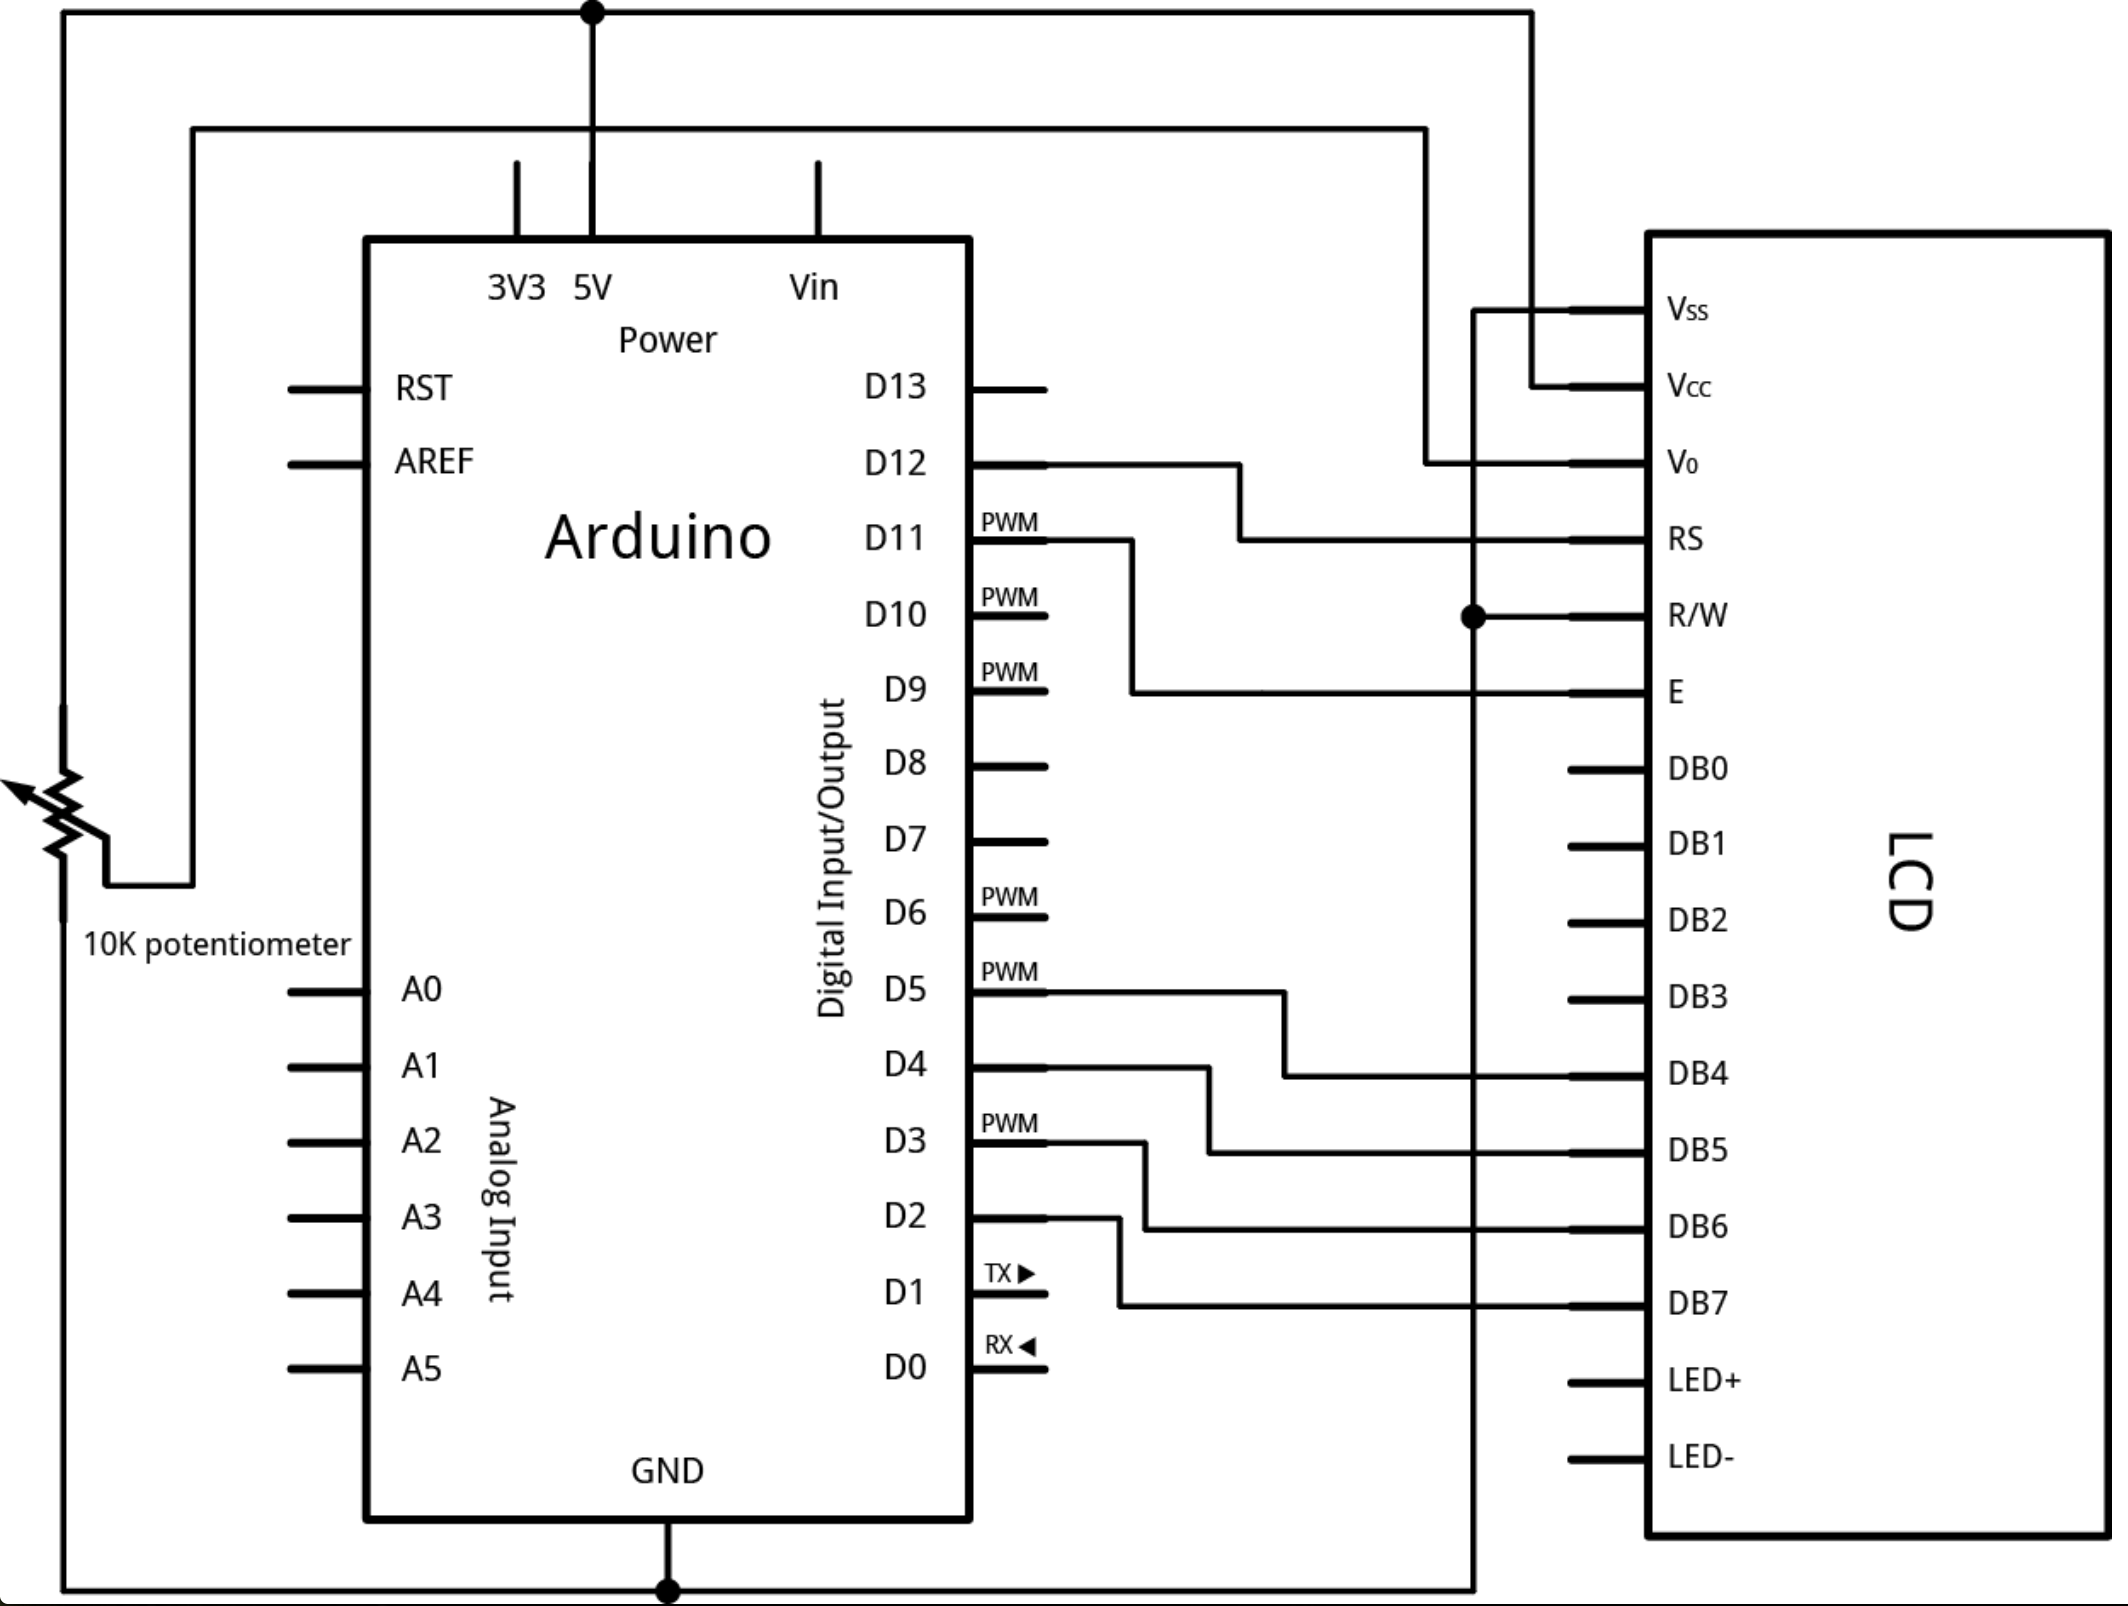 3V3 5V Vin
Power
RST
AREF
Arduino
10K potentiometer
A0
A1
A2
A3
A4
A5
Analog Input
GND
Digital Input/Output
D13
D12
PWM
D11
PWM
D10
PWM
D9
D8
D7
PWM
D6
PWM
D5
D4
PWM
D3
D2
TX
D1
RX
D0
Vss
Vcc
V0
RS
R/W
E
DB0
DB1
DB2
DB3
DB4
DB5
DB6
DB7
LED+
LED-
LCD